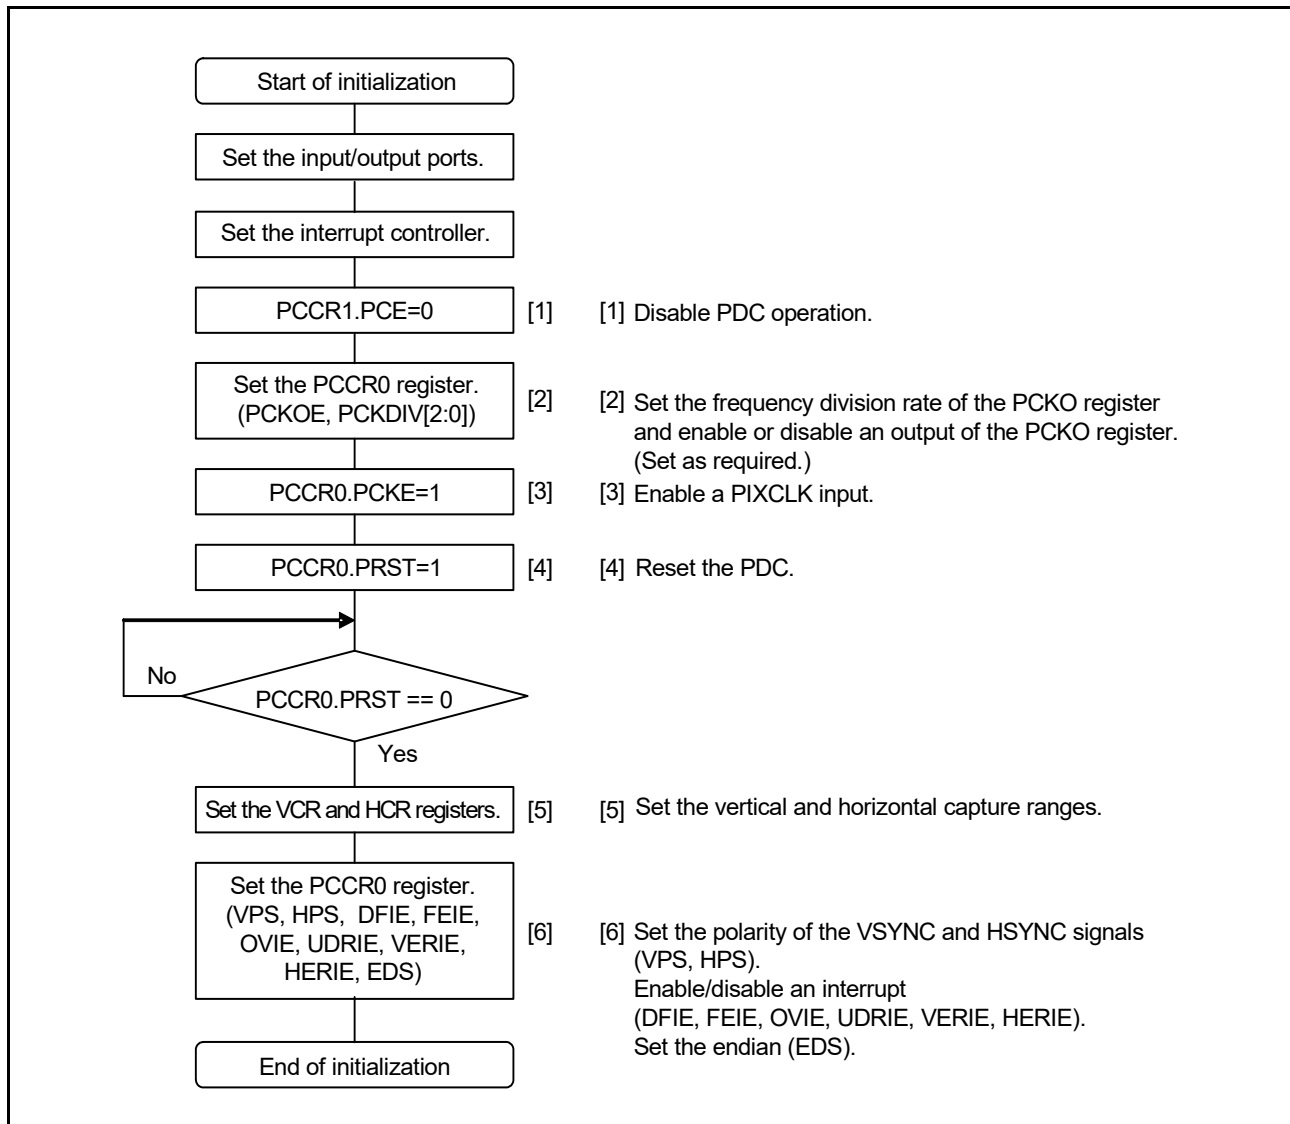 Start of initialization
Set the input/output ports.
Set the interrupt controller.
PCCR1.PCE=0 [1] [1] Disable PDC operation.
Set the PCCR0 register.
(PCKOE, PCKDIV[2:0])
[2] [2] Set the frequency division rate of the PCKO register
and enable or disable an output of the PCKO register.
(Set as required.)
PCCR0.PCKE=1 [3] [3] Enable a PIXCLK input.
PCCR0.PRST=1 [4] [4] Reset the PDC.
No
PCCR0.PRST == 0
Yes
Set the VCR and HCR registers. [5] [5] Set the vertical and horizontal capture ranges.
Set the PCCR0 register.
(VPS, HPS, DFIE, FEIE,
OVIE, UDRIE, VERIE,
HERIE, EDS)
[6] [6] Set the polarity of the VSYNC and HSYNC signals
(VPS, HPS).
Enable/disable an interrupt
(DFIE, FEIE, OVIE, UDRIE, VERIE, HERIE).
Set the endian (EDS).
End of initialization